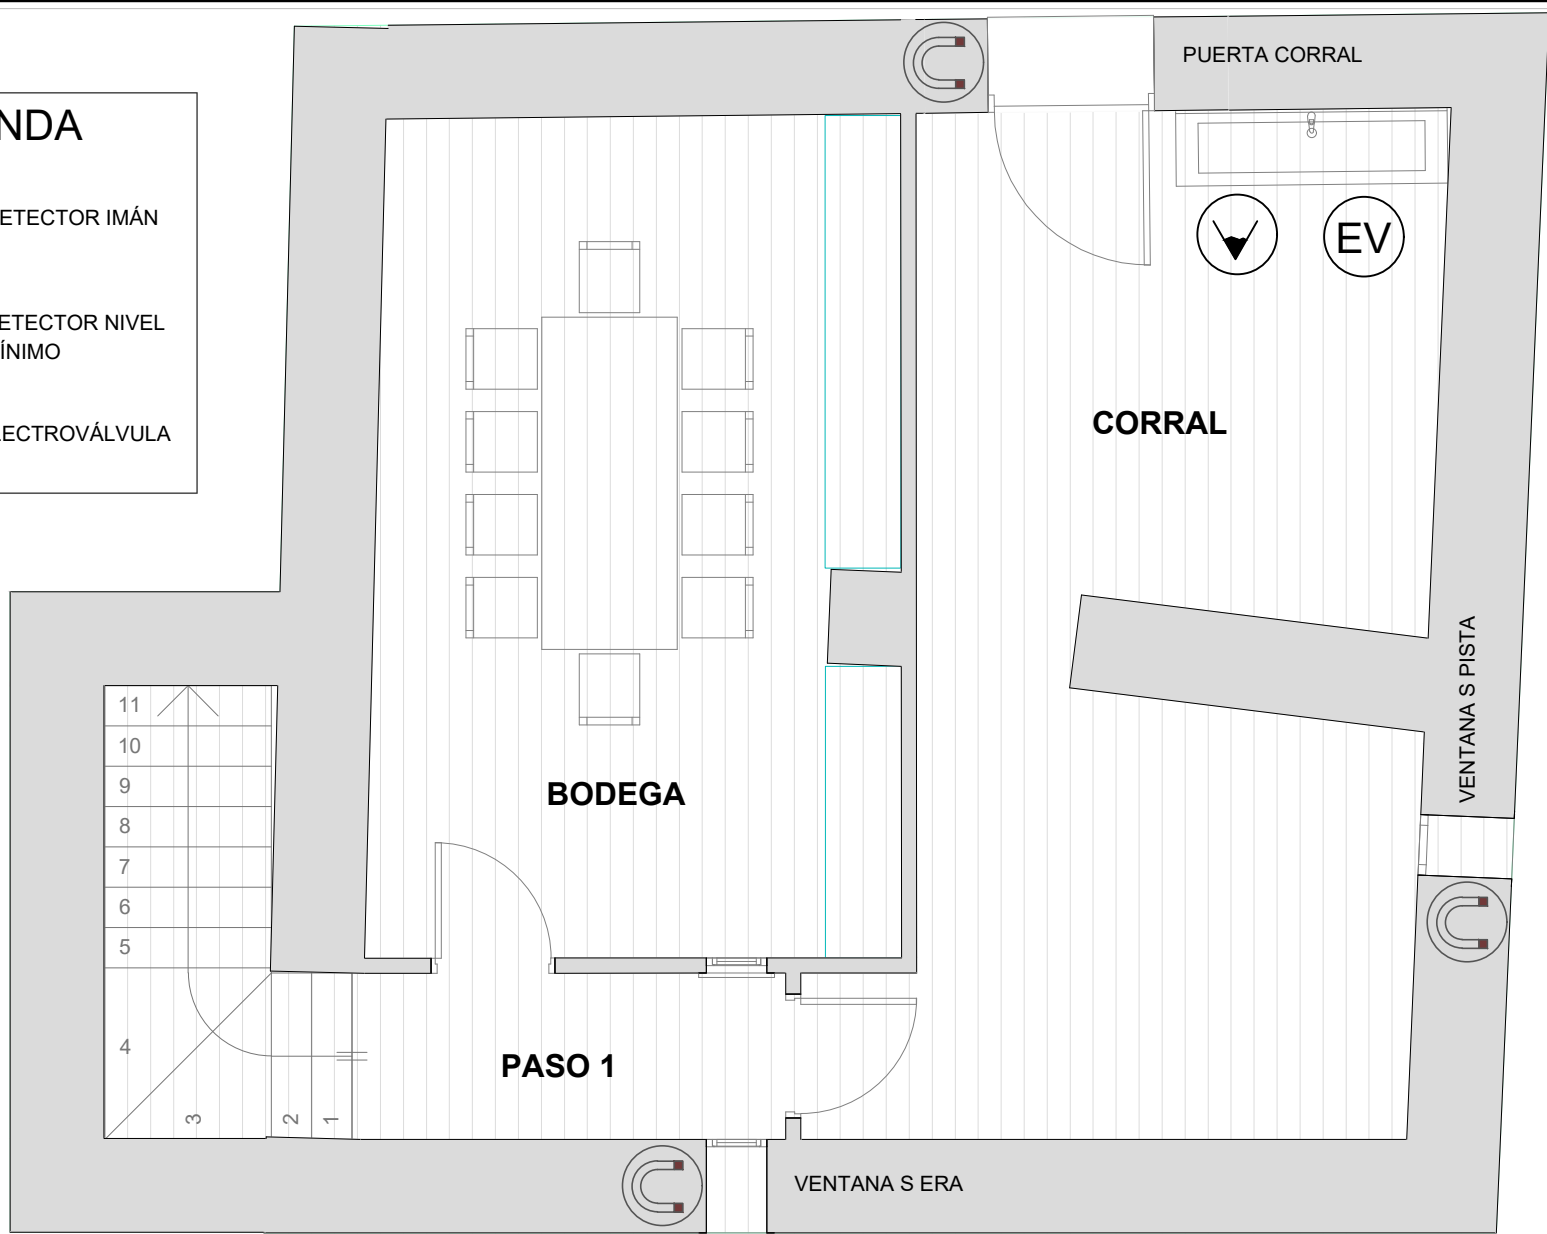 PUERTA CORRAL
NDA
ETECTOR IMÁN
ETECTOR NIVEL
ÍNIMO
LECTROVÁLVULA
EV
CORRAL
VENTANA S PISTA
11
10
9
8
7
6
5
4
3
2
1
BODEGA
PASO 1
VENTANA S ERA